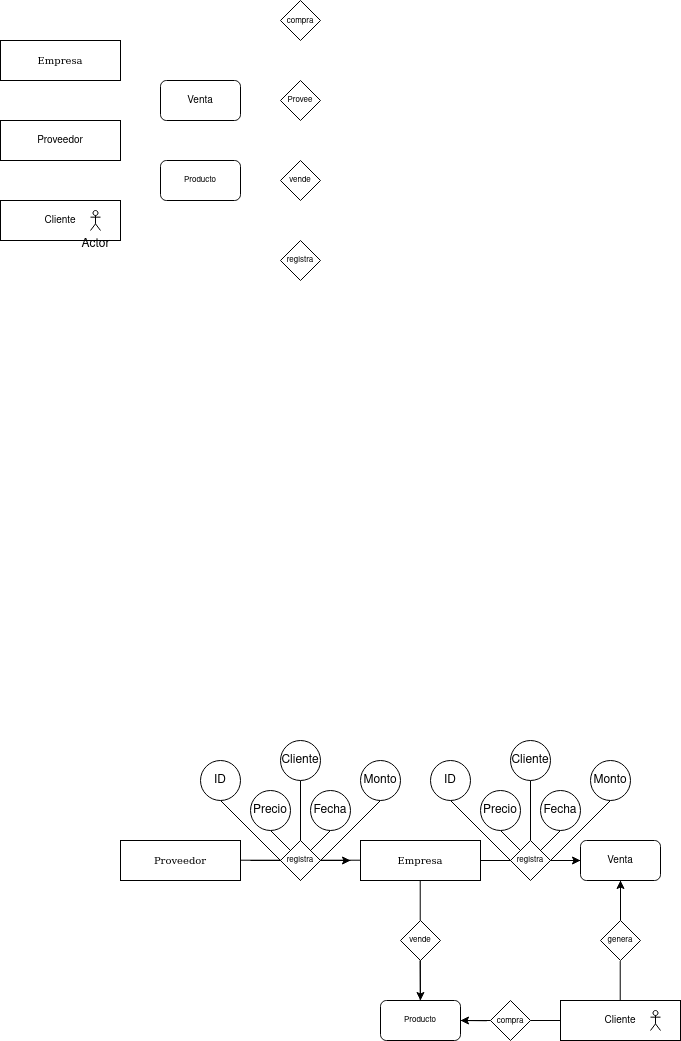 compra
Empresa
Venta
Provee
Proveedor
Producto
vende
Cliente
Actor
registra
Cliente
Cliente
ID
Monto
ID
Monto
Precio
Fecha
Precio
Fecha
Proveedor
registra
Empresa
registra
Venta
vende
genera
Producto
compra
Cliente